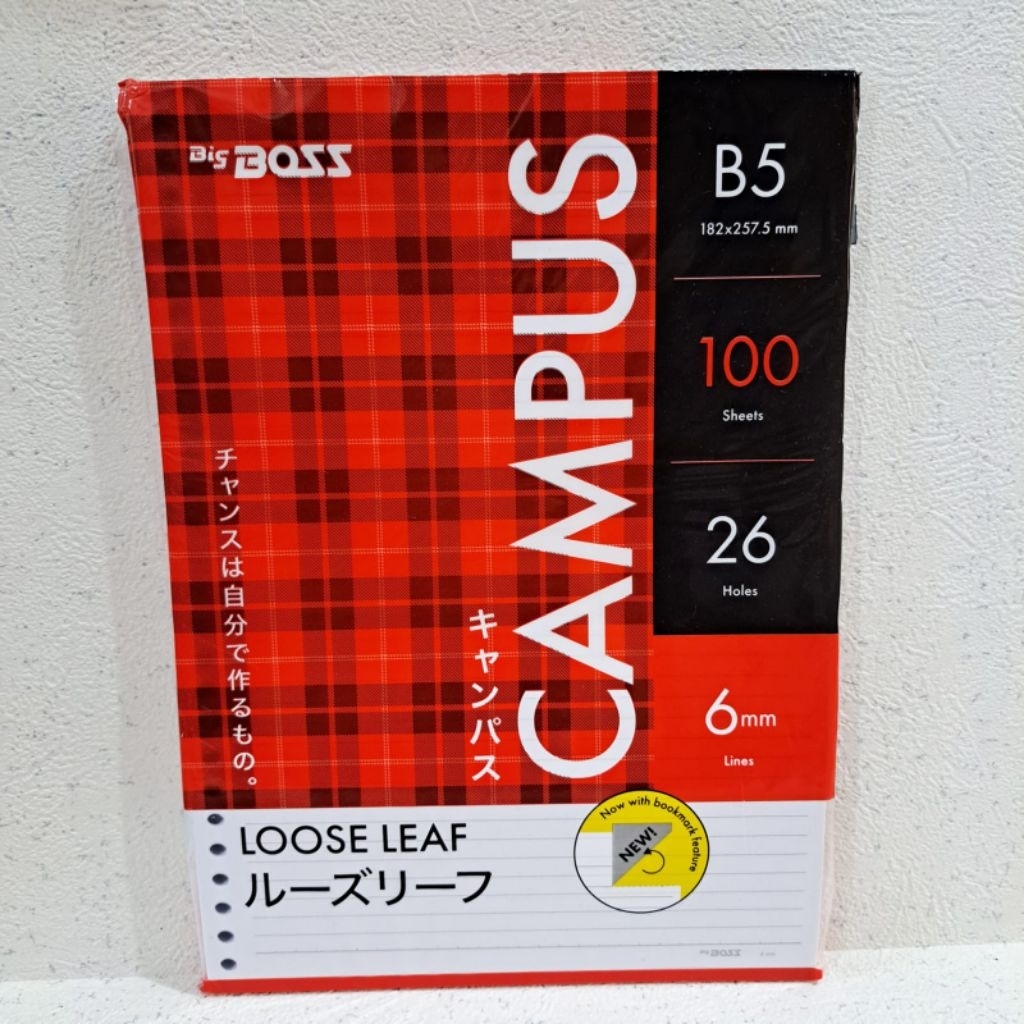 Big BOSS
CAMPUS
キャンパス
チャンスは自分で作るもの。
B5
182x257.5 mm
100
Sheets
26
Holes
6mm
Lines
LOOSE LEAF
ルーズリーフ
Now with bookmark feature
NEW!
Big BOSS